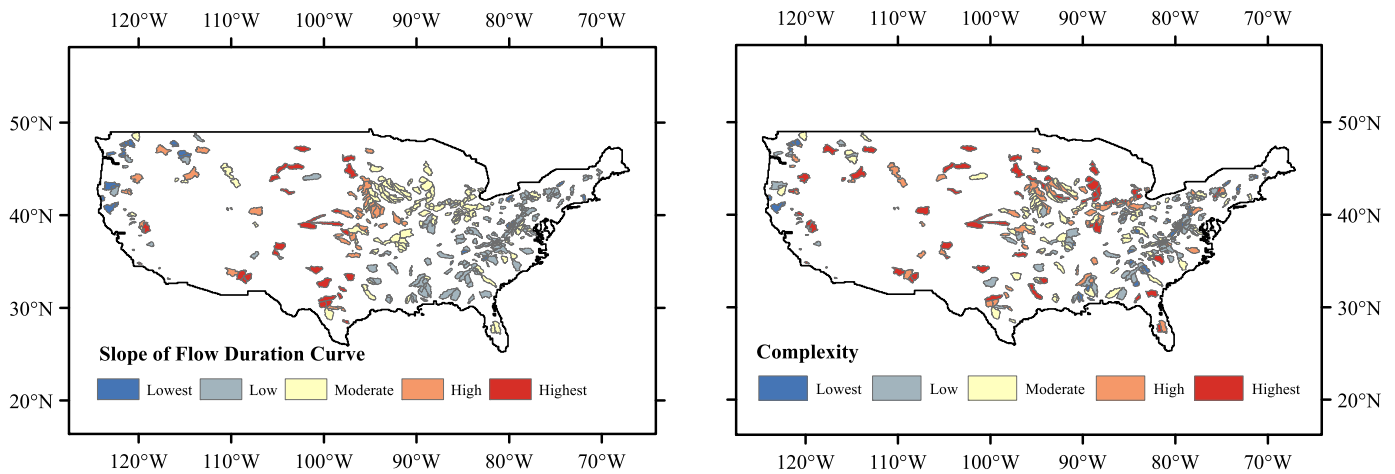 120°W 110°W 100°W 90°W 80°W 70°W
50°N
40°N
30°N
20°N
Slope of Flow Duration Curve
Lowest Low Moderate High Highest
120°W 110°W 100°W 90°W 80°W 70°W
120°W 110°W 100°W 90°W 80°W 70°W
50°N
40°N
30°N
20°N
Complexity
Lowest Low Moderate High Highest
120°W 110°W 100°W 90°W 80°W 70°W